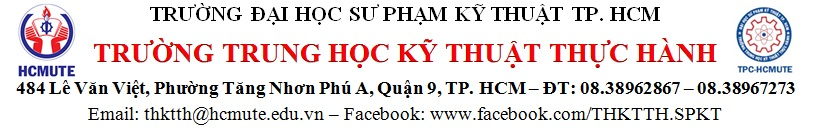 TRƯỜNG ĐẠI HỌC SƯ PHẠM KỸ THUẬT TP. HCM
TRƯỜNG TRUNG HỌC KỸ THUẬT THỰC HÀNH
HCMUTE
TPC-HCMUTE
484 Lê Văn Việt, Phường Tăng Nhơn Phú A, Quận 9, TP. HCM – ĐT: 08.38962867 – 08.38967273
Email: thktth@hcmute.edu.vn – Facebook: www.facebook.com/THKTTH.SPKT